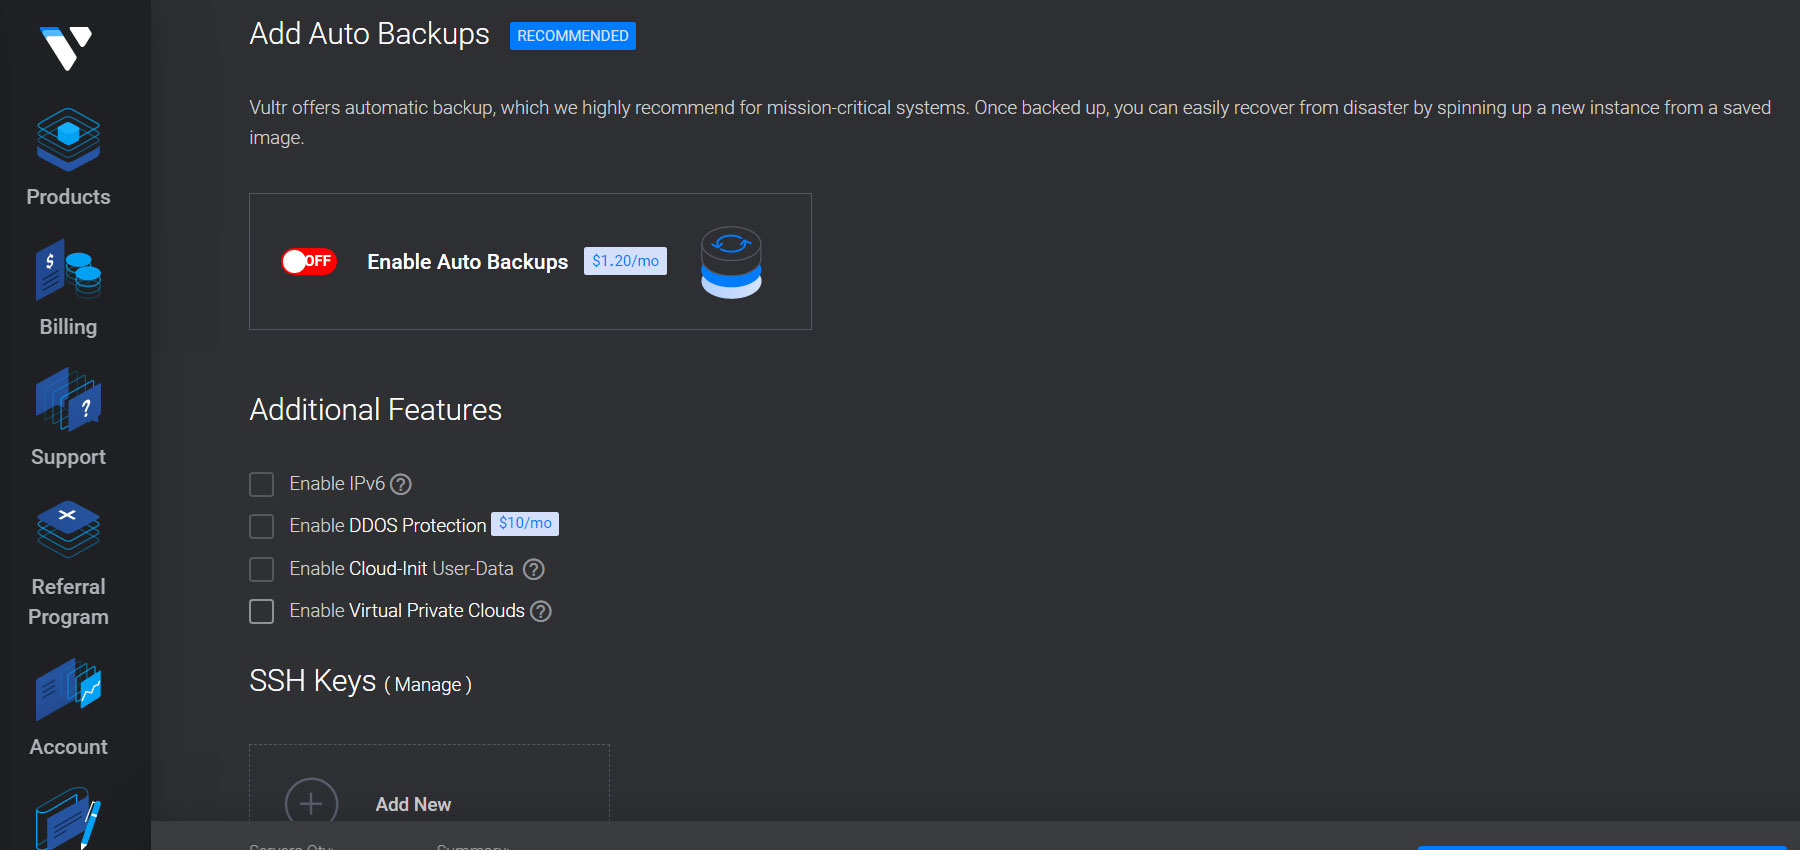 Add Auto Backups RECOMMENDED
Vultr offers automatic backup, which we highly recommend for mission-critical systems. Once backed up, you can easily recover from disaster by spinning up a new instance from a saved
image.
OFF Enable Auto Backups $1.20/mo
Additional Features
Enable IPv6 ?
Enable DDOS Protection $10/mo
Enable Cloud-Init User-Data ?
Enable Virtual Private Clouds ?
SSH Keys ( Manage )
Add New
Products
$
Billing
?
Support
Referral
Program
Account